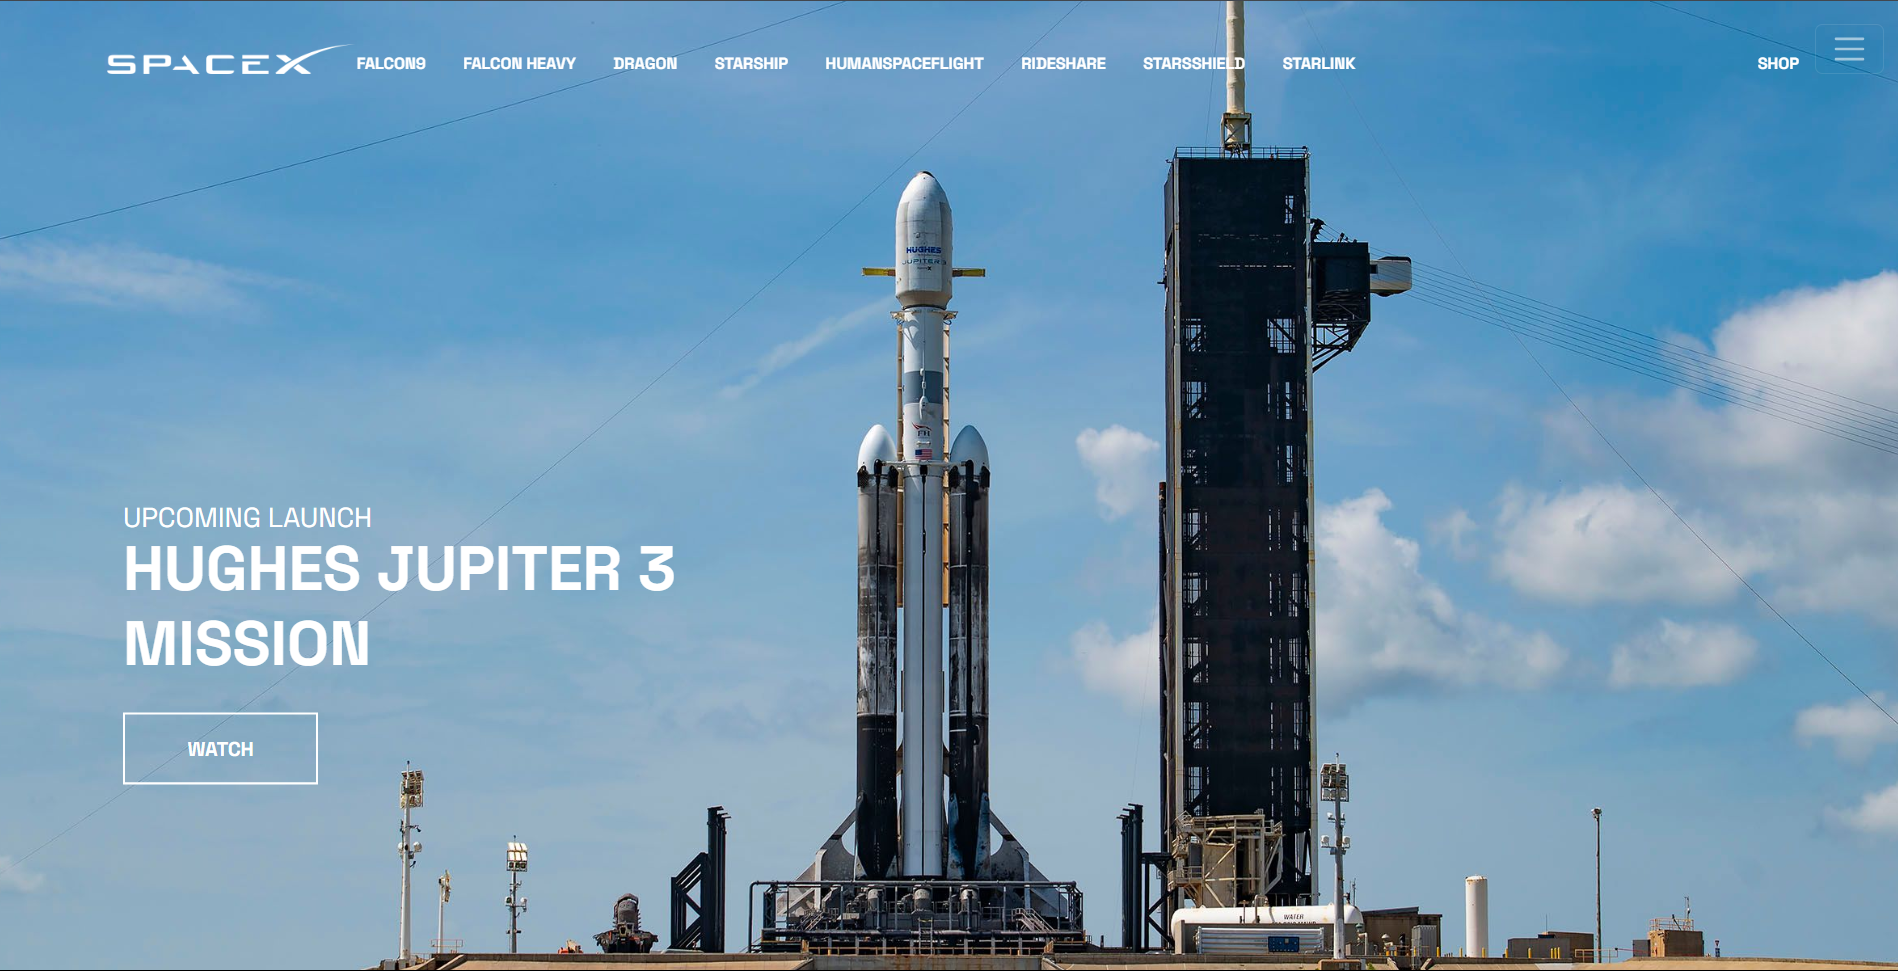 SPACEX FALCON9 FALCON HEAVY DRAGON STARSHIP HUMANSPACEFLIGHT RIDESHARE STARSSHIELD STARLINK SHOP
HUGHES
JUPITER 3
UPCOMING LAUNCH
HUGHES JUPITER 3
MISSION
WATCH
WATER